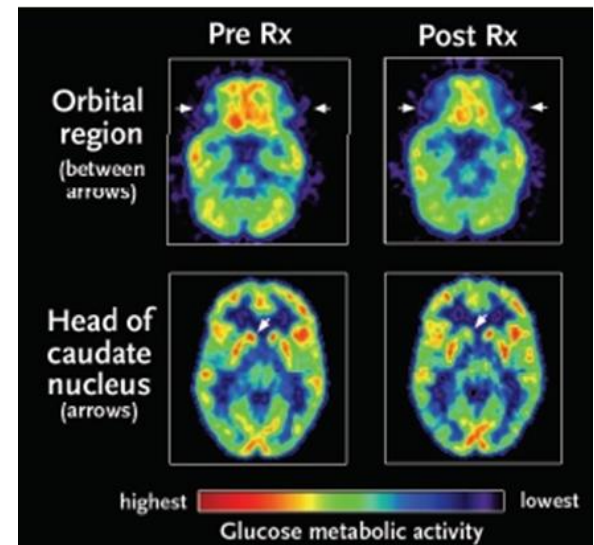 Pre Rx
Post Rx
Orbital
region
(between
arrows)
Head of
caudate
nucleus
(arrows)
highest
lowest
Glucose metabolic activity